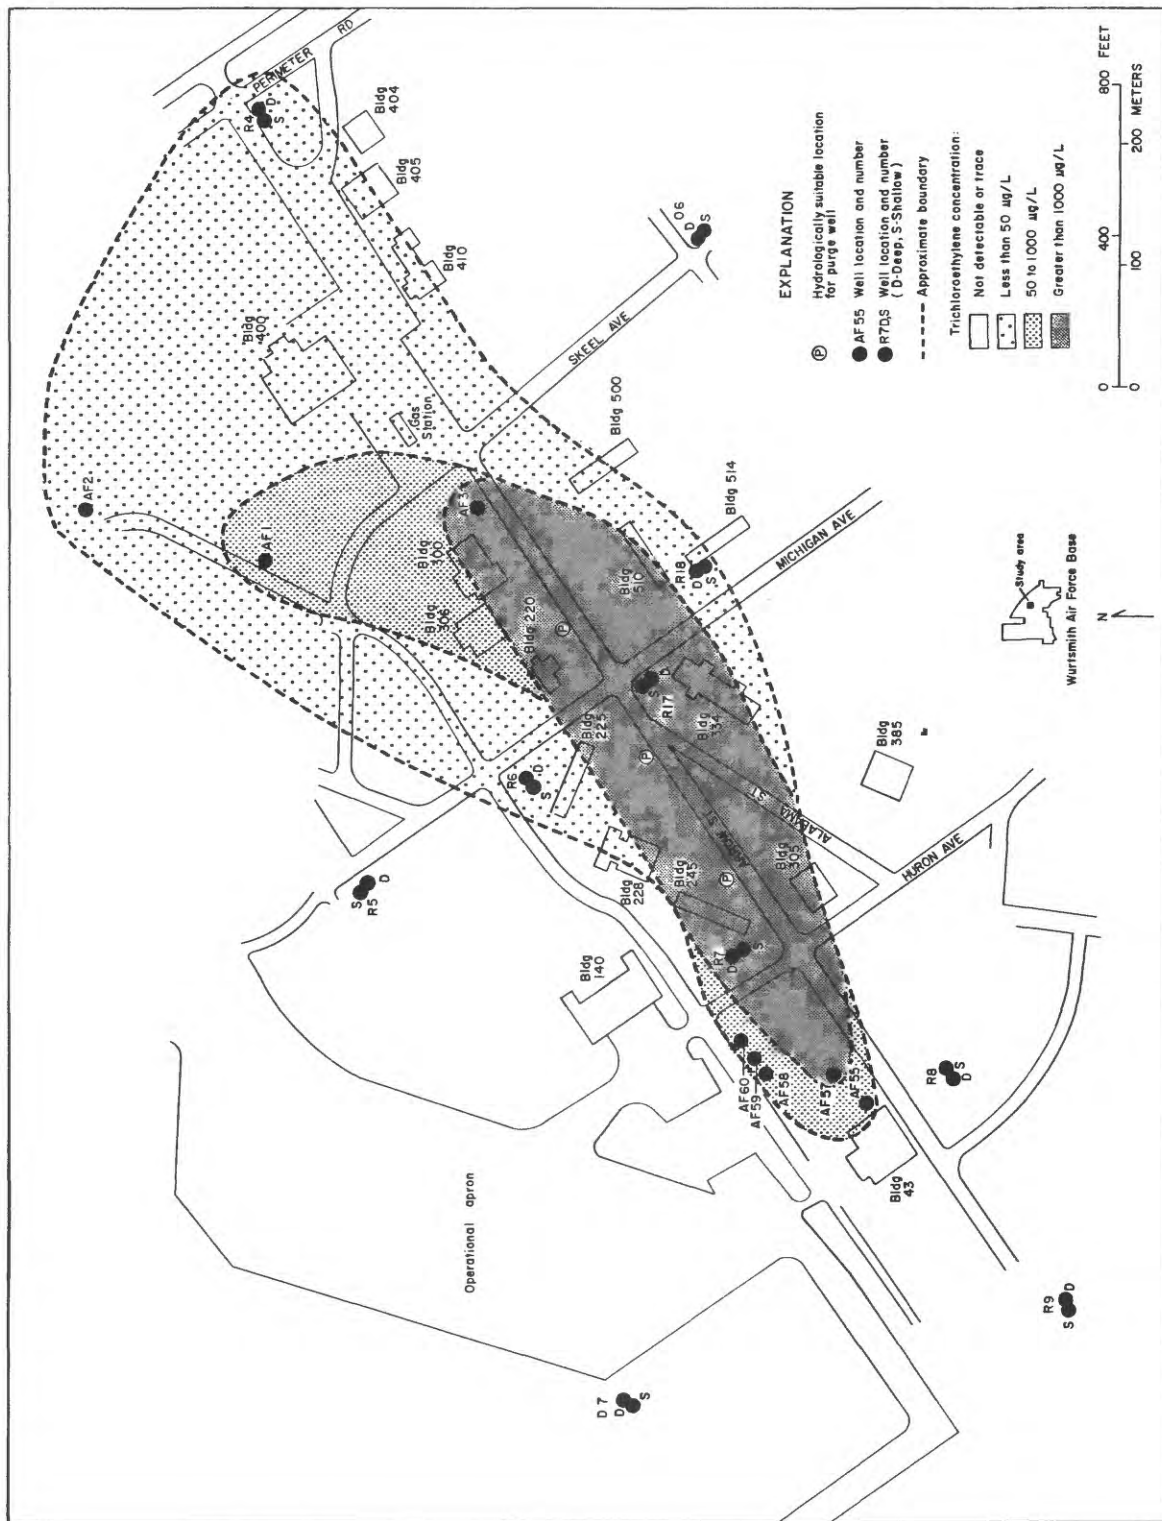 PERIMETER RD
R4
D
S
Bldg
404
Bldg
405
Bldg
410
Bldg
400
Gas
Station
AF2
AF1
AF3
SKEEL AVE
D6
D
S
Bldg 500
Bldg 514
Bldg
300
Bldg
306
Bldg 220
Bldg
510
R18
D
S
MICHIGAN AVE
P
S
D
R17
Bldg
334
Bldg
225
P
R6
D
S
Bldg
228
Bldg
245
P
ARROW ST
ALABAMA ST
Bldg
305
Bldg
385
HURON AVE
S
D
R5
Bldg
140
R7
D
S
AF60
AF59
AF58
AF57
AF55
R8
S
D
Bldg
43
Operational apron
R9
S
D
D7
D
S
EXPLANATION
P Hydrologically suitable location
for purge well
AF55 Well location and number
R7D,S Well location and number
(D-Deep, S-Shallow)
Approximate boundary
Trichloroethylene concentration:
Not detectable or trace
Less than 50 µg/L
50 to 1000 µg/L
Greater than 1000 µg/L
0 400 800 FEET
0 100 200 METERS
Study area
Wurtsmith Air Force Base
N